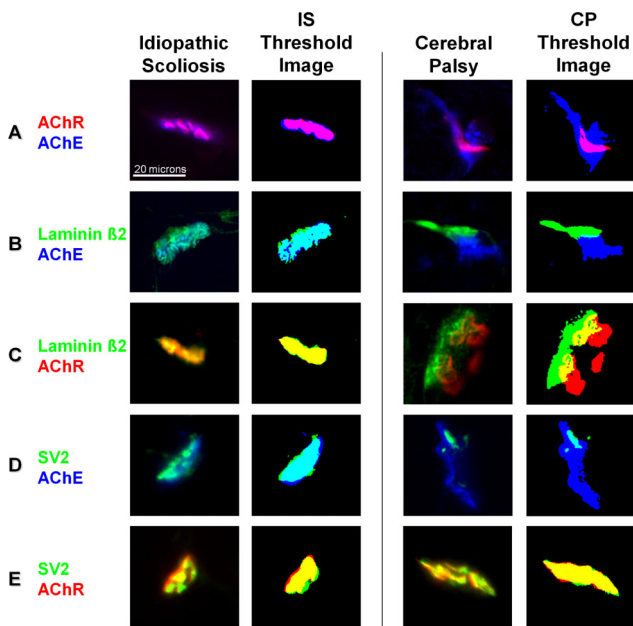 Idiopathic
Scoliosis
IS
Threshold
Image
Cerebral
Palsy
CP
Threshold
Image
A
AChR
AChE
20 microns
B
Laminin ß2
AChE
C
Laminin ß2
AChR
D
SV2
AChE
E
SV2
AChR